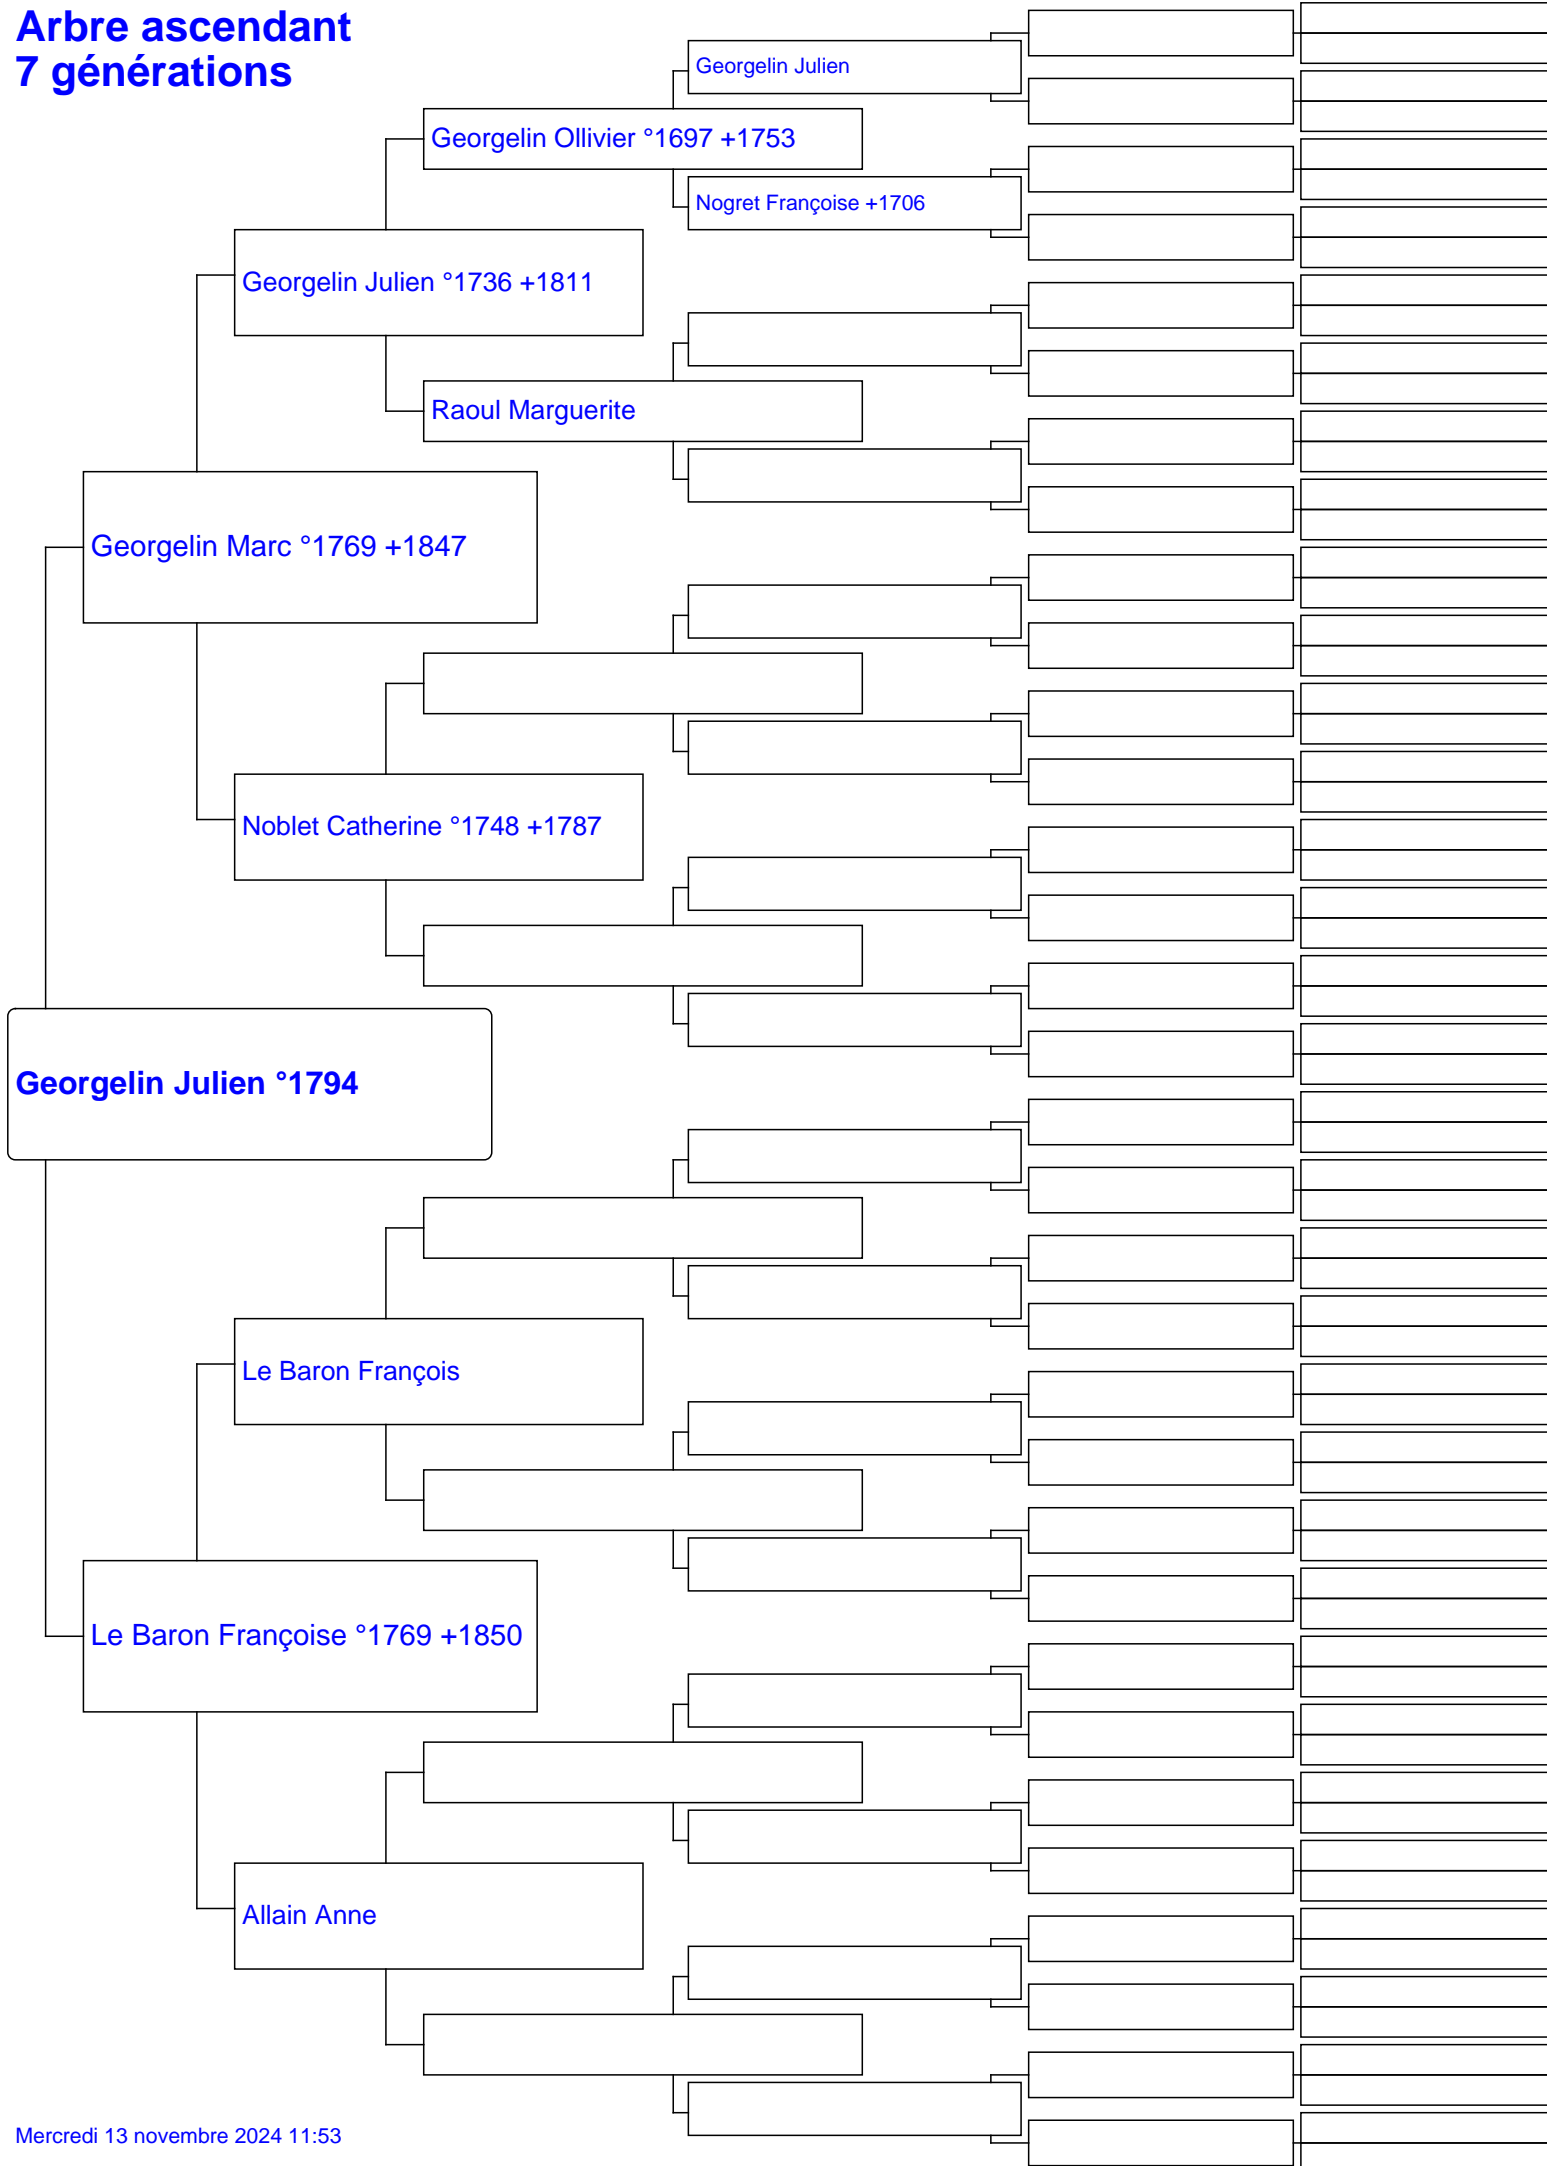 Arbre ascendant
7 générations
Georgelin Julien
Georgelin Ollivier °1697 +1753
Nogret Françoise +1706
Georgelin Julien °1736 +1811
Raoul Marguerite
Georgelin Marc °1769 +1847
Noblet Catherine °1748 +1787
Georgelin Julien °1794
Le Baron François
Le Baron Françoise °1769 +1850
Allain Anne
Mercredi 13 novembre 2024 11:53